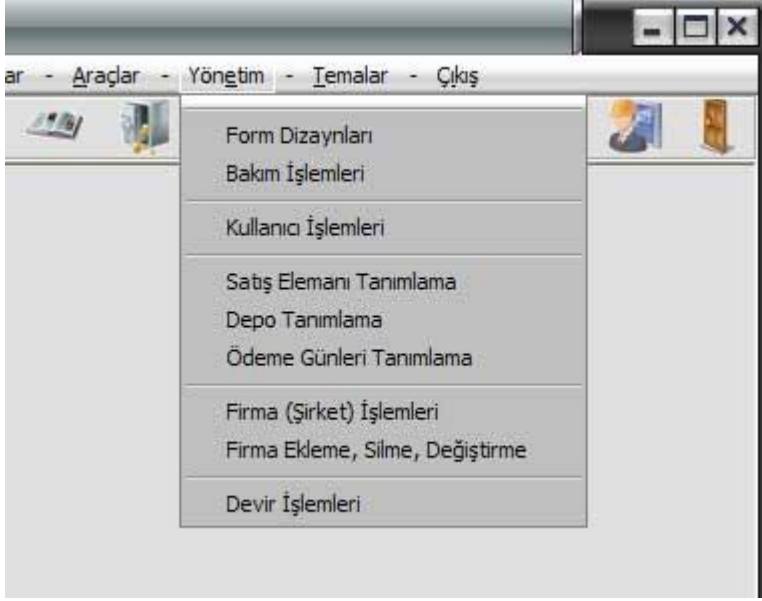 ar - Araçlar - Yönetim - Temalar - Çıkış
Form Dizaynları
Bakım İşlemleri
Kullanıcı İşlemleri
Satış Elemanı Tanımlama
Depo Tanımlama
Ödeme Günleri Tanımlama
Firma (Şirket) İşlemleri
Firma Ekleme, Silme, Değiştirme
Devir İşlemleri